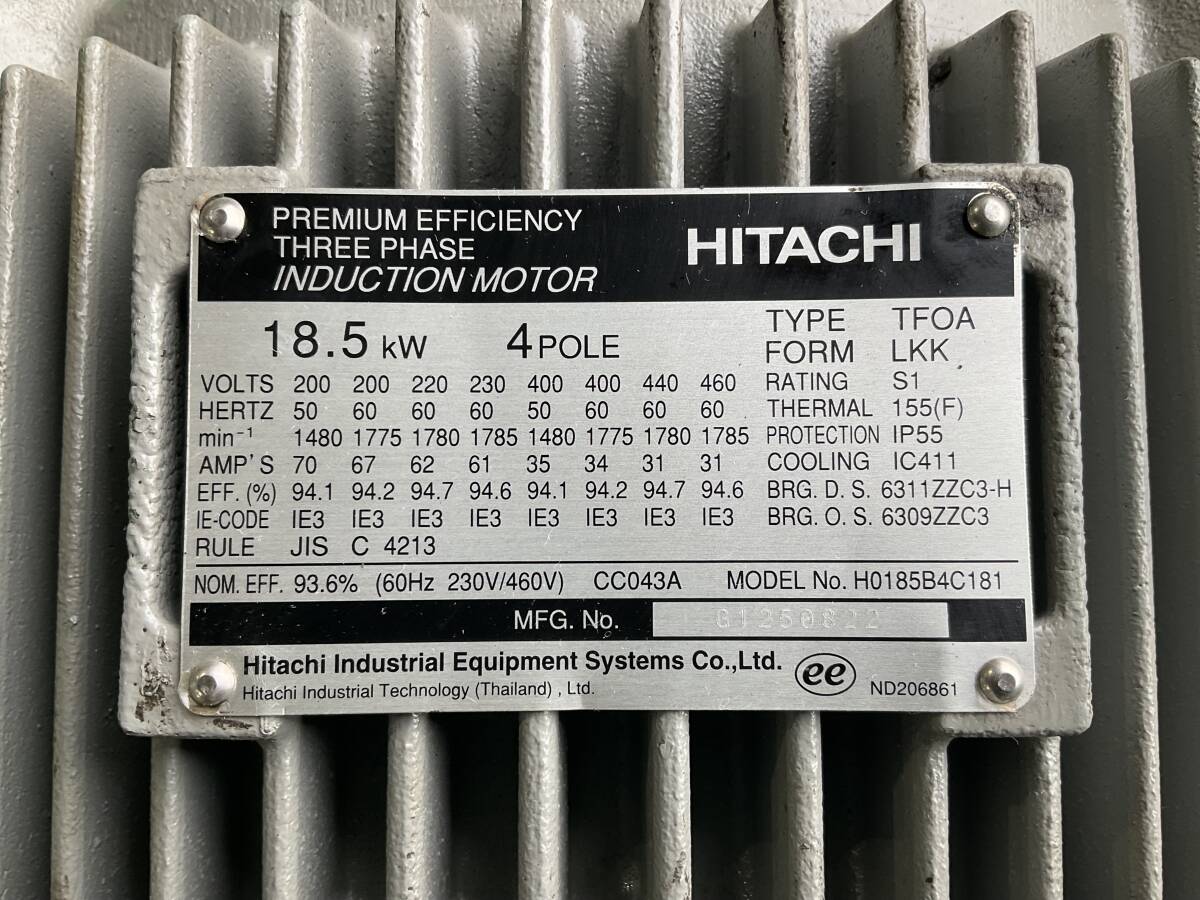 PREMIUM EFFICIENCY
THREE PHASE
INDUCTION MOTOR
HITACHI
18.5 kW 4 POLE
TYPE TFOA
FORM LKK
VOLTS 200 200 220 230 400 400 440 460 RATING S1
HERTZ 50 60 60 60 50 60 60 60 THERMAL 155(F)
min⁻¹ 1480 1775 1780 1785 1480 1775 1780 1785 PROTECTION IP55
AMP'S 70 67 62 61 35 34 31 31 COOLING IC411
EFF. (%) 94.1 94.2 94.7 94.6 94.1 94.2 94.7 94.6 BRG. D. S. 6311ZZC3-H
IE-CODE IE3 IE3 IE3 IE3 IE3 IE3 IE3 IE3 BRG. O. S. 6309ZZC3
RULE JIS C 4213
NOM. EFF. 93.6% (60Hz 230V/460V) CC043A MODEL No. H0185B4C181
MFG. No.
Hitachi Industrial Equipment Systems Co.,Ltd.
Hitachi Industrial Technology (Thailand) , Ltd.
ee
ND206861